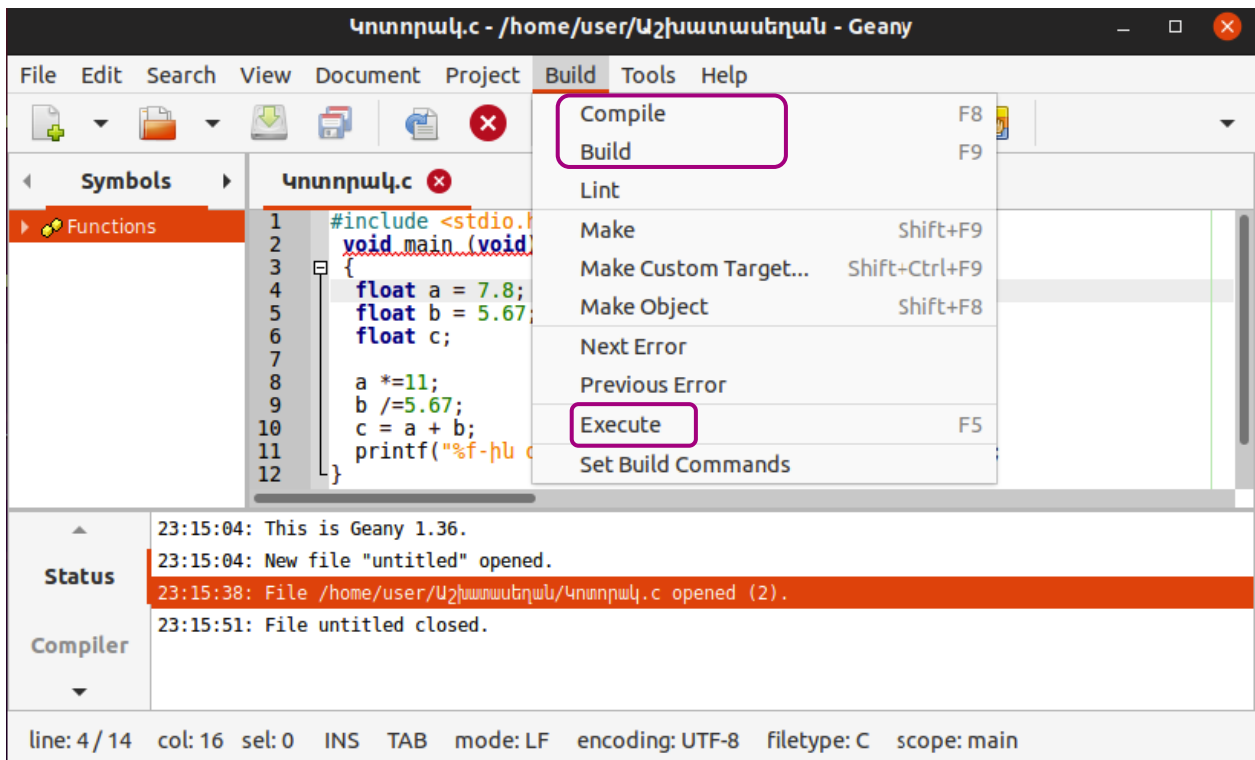 Կոտորակ.c - /home/user/Աշխատասեղան - Geany
File Edit Search View Document Project Build Tools Help
Compile F8
Build F9
Lint
Make Shift+F9
Make Custom Target... Shift+Ctrl+F9
Make Object Shift+F8
Next Error
Previous Error
Execute F5
Set Build Commands
Symbols
Կոտորակ.c
Functions
1 #include <stdio.h
2 void main (void)
3 {
4 float a = 7.8;
5 float b = 5.67;
6 float c;
7
8 a *=11;
9 b /=5.67;
10 c = a + b;
11 printf("%f-ին
12 }
Status
Compiler
23:15:04: This is Geany 1.36.
23:15:04: New file "untitled" opened.
23:15:38: File /home/user/Աշխատասեղան/Կոտորակ.c opened (2).
23:15:51: File untitled closed.
line: 4 / 14 col: 16 sel: 0 INS TAB mode: LF encoding: UTF-8 filetype: C scope: main